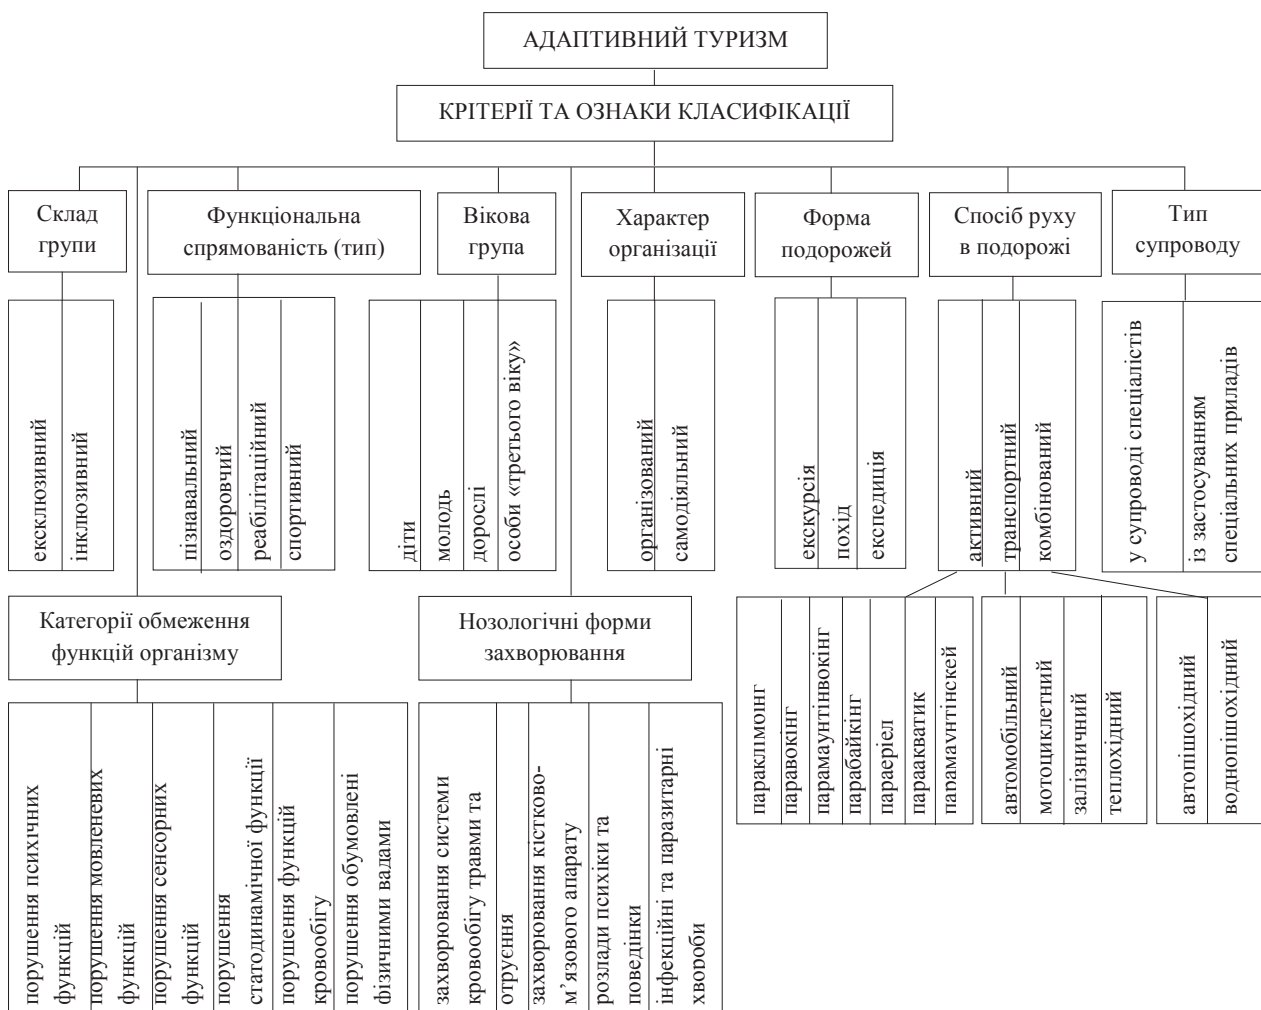 АДАПТИВНИЙ ТУРИЗМ
КРІТЕРІЇ ТА ОЗНАКИ КЛАСИФІКАЦІЇ
Склад
групи
Функціональна
спрямованість (тип)
Вікова
група
Характер
організації
Форма
подорожей
Спосіб руху
в подорожі
Тип
супроводу
ексклюзивний
інклюзивний
пізнавальний
оздоровчий
реабілітаційний
спортивний
діти
молодь
дорослі
особи «третього віку»
організований
самодіяльний
екскурсія
похід
експедиція
активний
транспортний
комбінований
у супроводі спеціалістів
із застосуванням
спеціальних приладів
Категорії обмеження
функцій організму
Нозологічні форми
захворювання
параклімоінг
паравокінг
парамаунтінвокінг
парабайкінг
параеріел
параакватик
парамаунтінскей
автомобільний
мотоциклетний
залізничний
теплохідний
автопішохідний
воднопішохідний
порушення психічних
функцій
порушення мовленевих
функцій
порушення сенсорних
функцій
порушення
статодинамічної функції
порушення функцій
кровообігу
порушення обумовлені
фізичними вадами
захворювання системи
кровообігу травми та
отруєння
захворювання кістково-
м’язового апарату
розлади психіки та
поведінки
інфекційні та паразитарні
хвороби